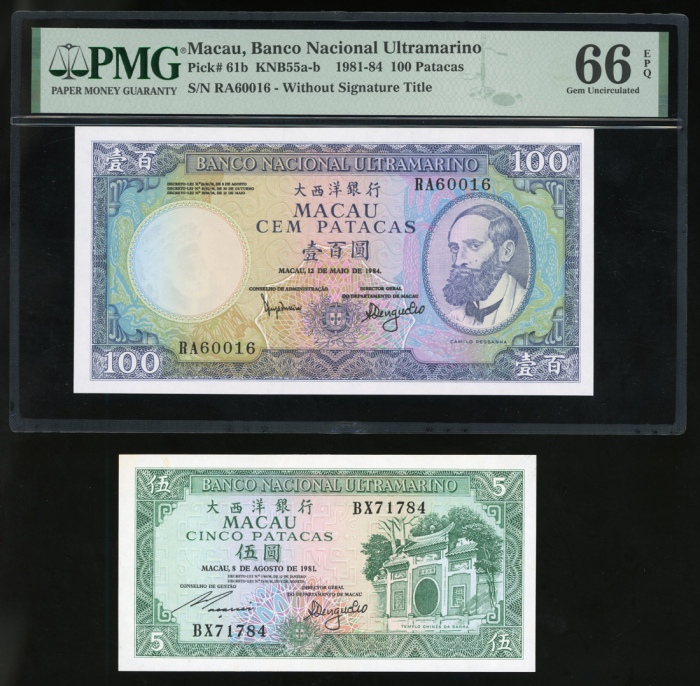 PMG®
PAPER MONEY GUARANTY
Macau, Banco Nacional Ultramarino
Pick# 61b KNB55a-b 1981-84 100 Patacas
S/N RA60016 - Without Signature Title
66 EPQ
Gem Uncirculated
壹百
BANCO NACIONAL ULTRAMARINO
100
大西洋銀行
RA60016
MACAU
CEM PATACAS
壹百圓
MACAU, 12 DE MAIO DE 1984.
CONSELHO DE ADMINISTRAÇÃO
DIRECTOR GERAL
DO DEPARTAMENTO DE MACAU
RA60016
CAMILO PESSANHA
100
壹百
伍
BANCO NACIONAL ULTRAMARINO
5
大西洋銀行
BX71784
MACAU
CINCO PATACAS
伍圓
MACAU, 8 DE AGOSTO DE 1981.
CONSELHO DE GESTÃO
DIRECTOR GERAL
DO DEPARTAMENTO DE MACAU
BX71784
TEMPLO CHINÊS DA BARRA
5
伍